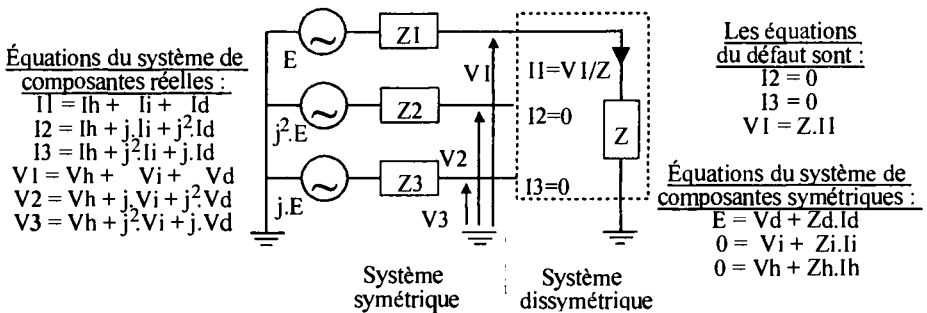 Équations du système de
composantes réelles :
I1 = Ih + Ii + Id
I2 = Ih + j.Ii + j².Id
I3 = Ih + j².Ii + j.Id
V1 = Vh + Vi + Vd
V2 = Vh + j.Vi + j².Vd
V3 = Vh + j².Vi + j.Vd
E
Z1
j².E
Z2
j.E
Z3
V1
V2
V3
I1=V1/Z
I2=0
Z
I3=0
Système
symétrique
Système
dissymétrique
Les équations
du défaut sont :
I2 = 0
I3 = 0
V1 = Z.I1
Équations du système de
composantes symétriques :
E = Vd + Zd.Id
0 = Vi + Zi.Ii
0 = Vh + Zh.Ih